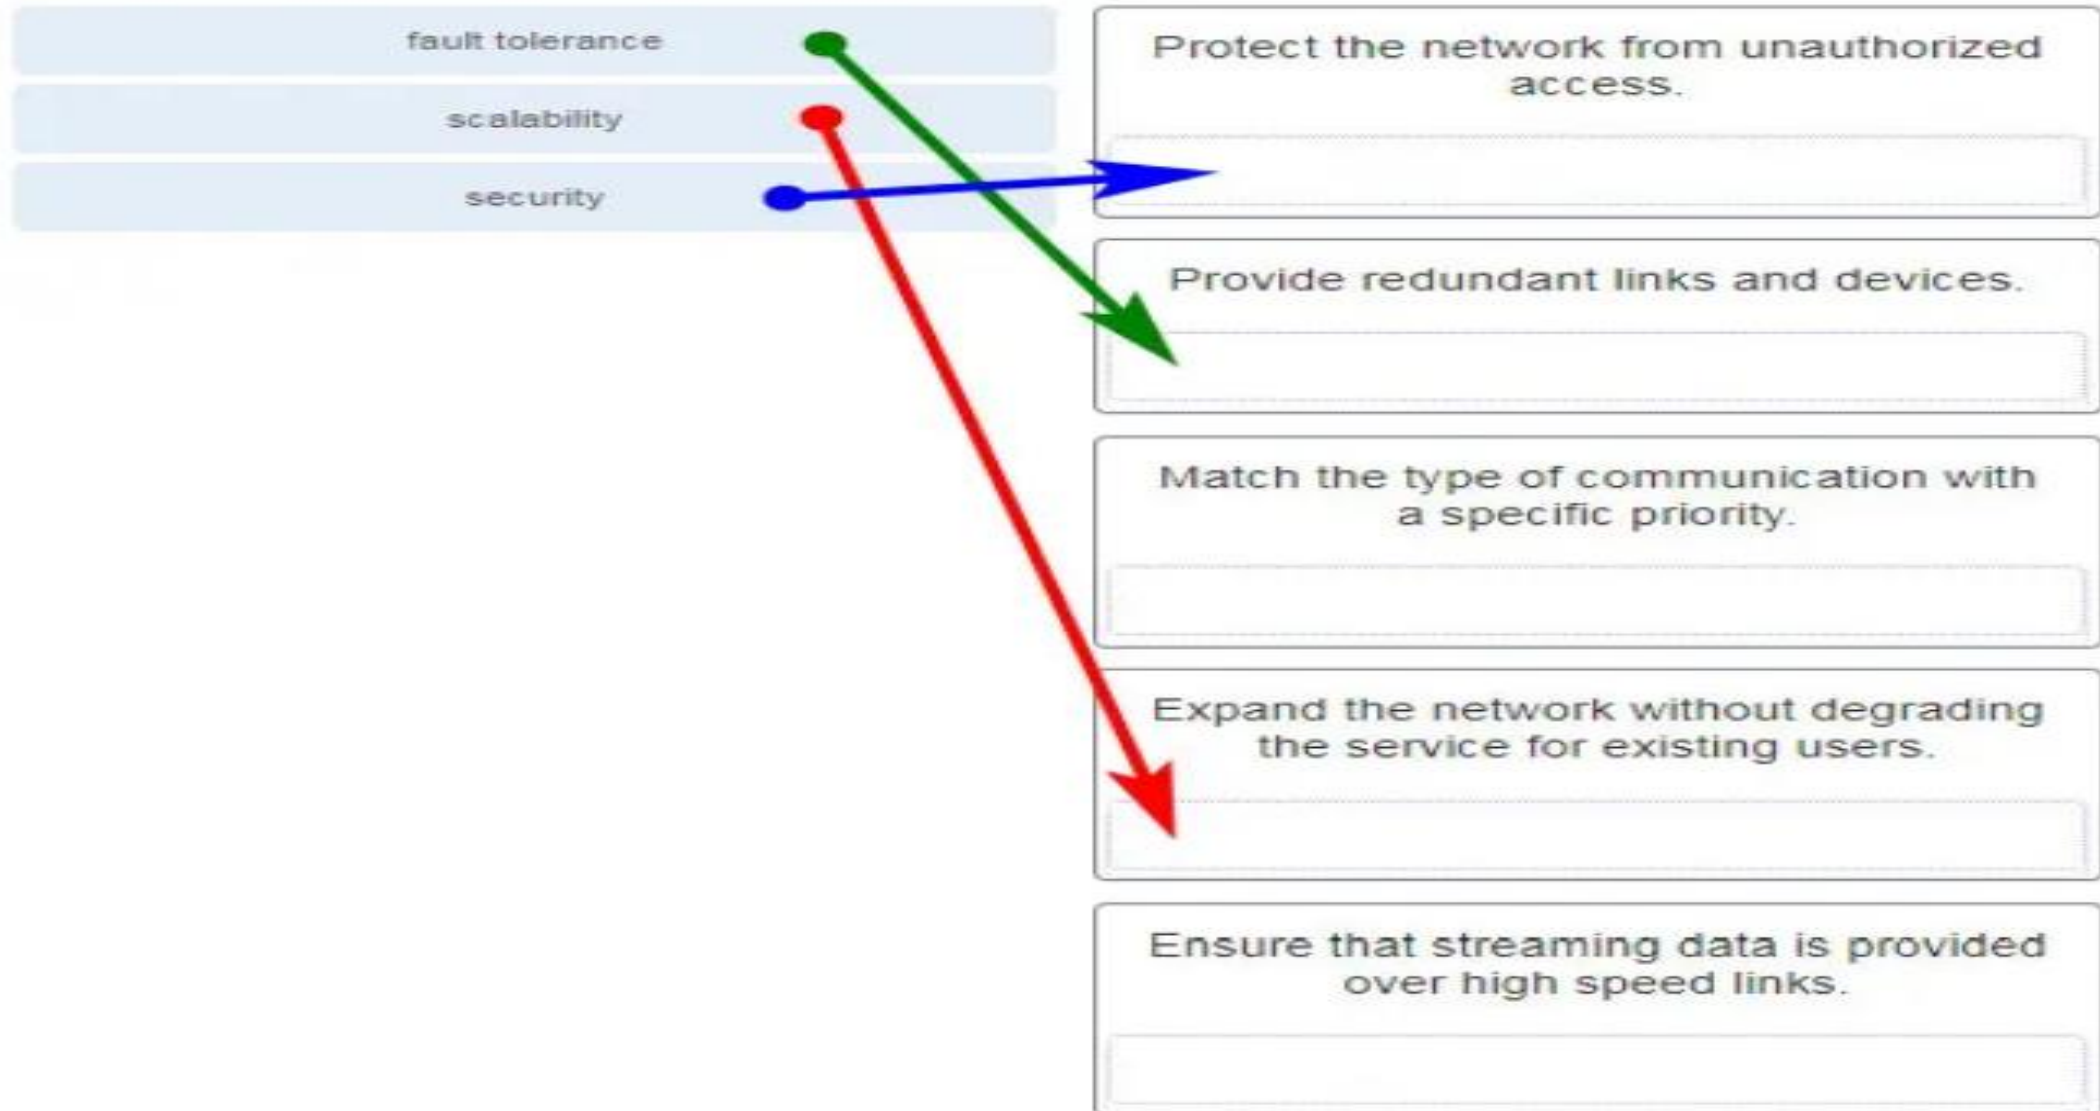 fault tolerance
scalability
security
Protect the network from unauthorized
access.
Provide redundant links and devices.
Match the type of communication with
a specific priority.
Expand the network without degrading
the service for existing users.
Ensure that streaming data is provided
over high speed links.